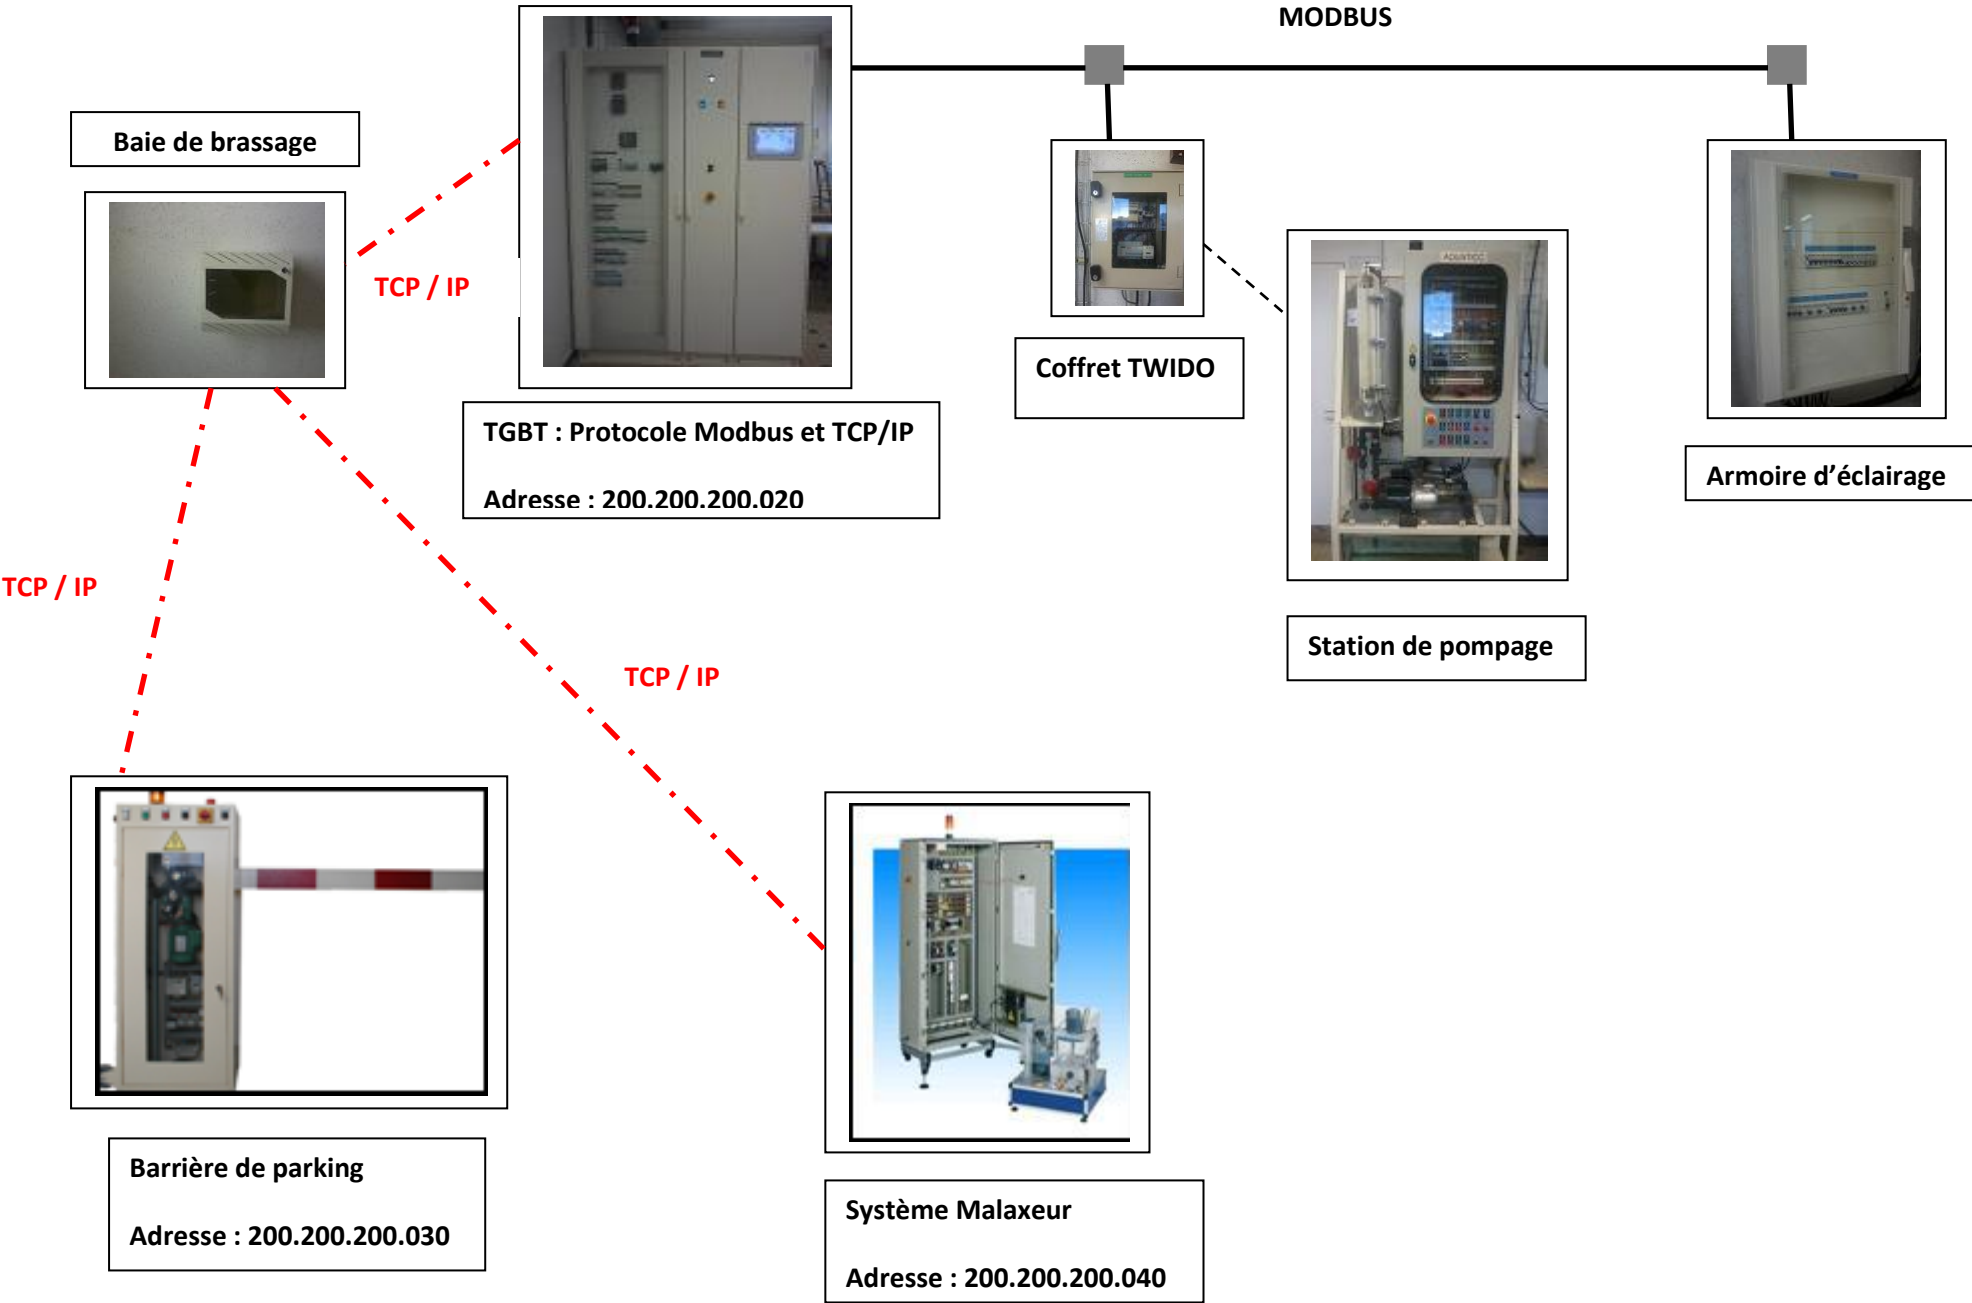 MODBUS
Baie de brassage
TCP / IP
AQUATICC
Coffret TWIDO
TGBT : Protocole Modbus et TCP/IP
Adresse : 200.200.200.020
Armoire d’éclairage
TCP / IP
Station de pompage
TCP / IP
Barrière de parking
Adresse : 200.200.200.030
Système Malaxeur
Adresse : 200.200.200.040